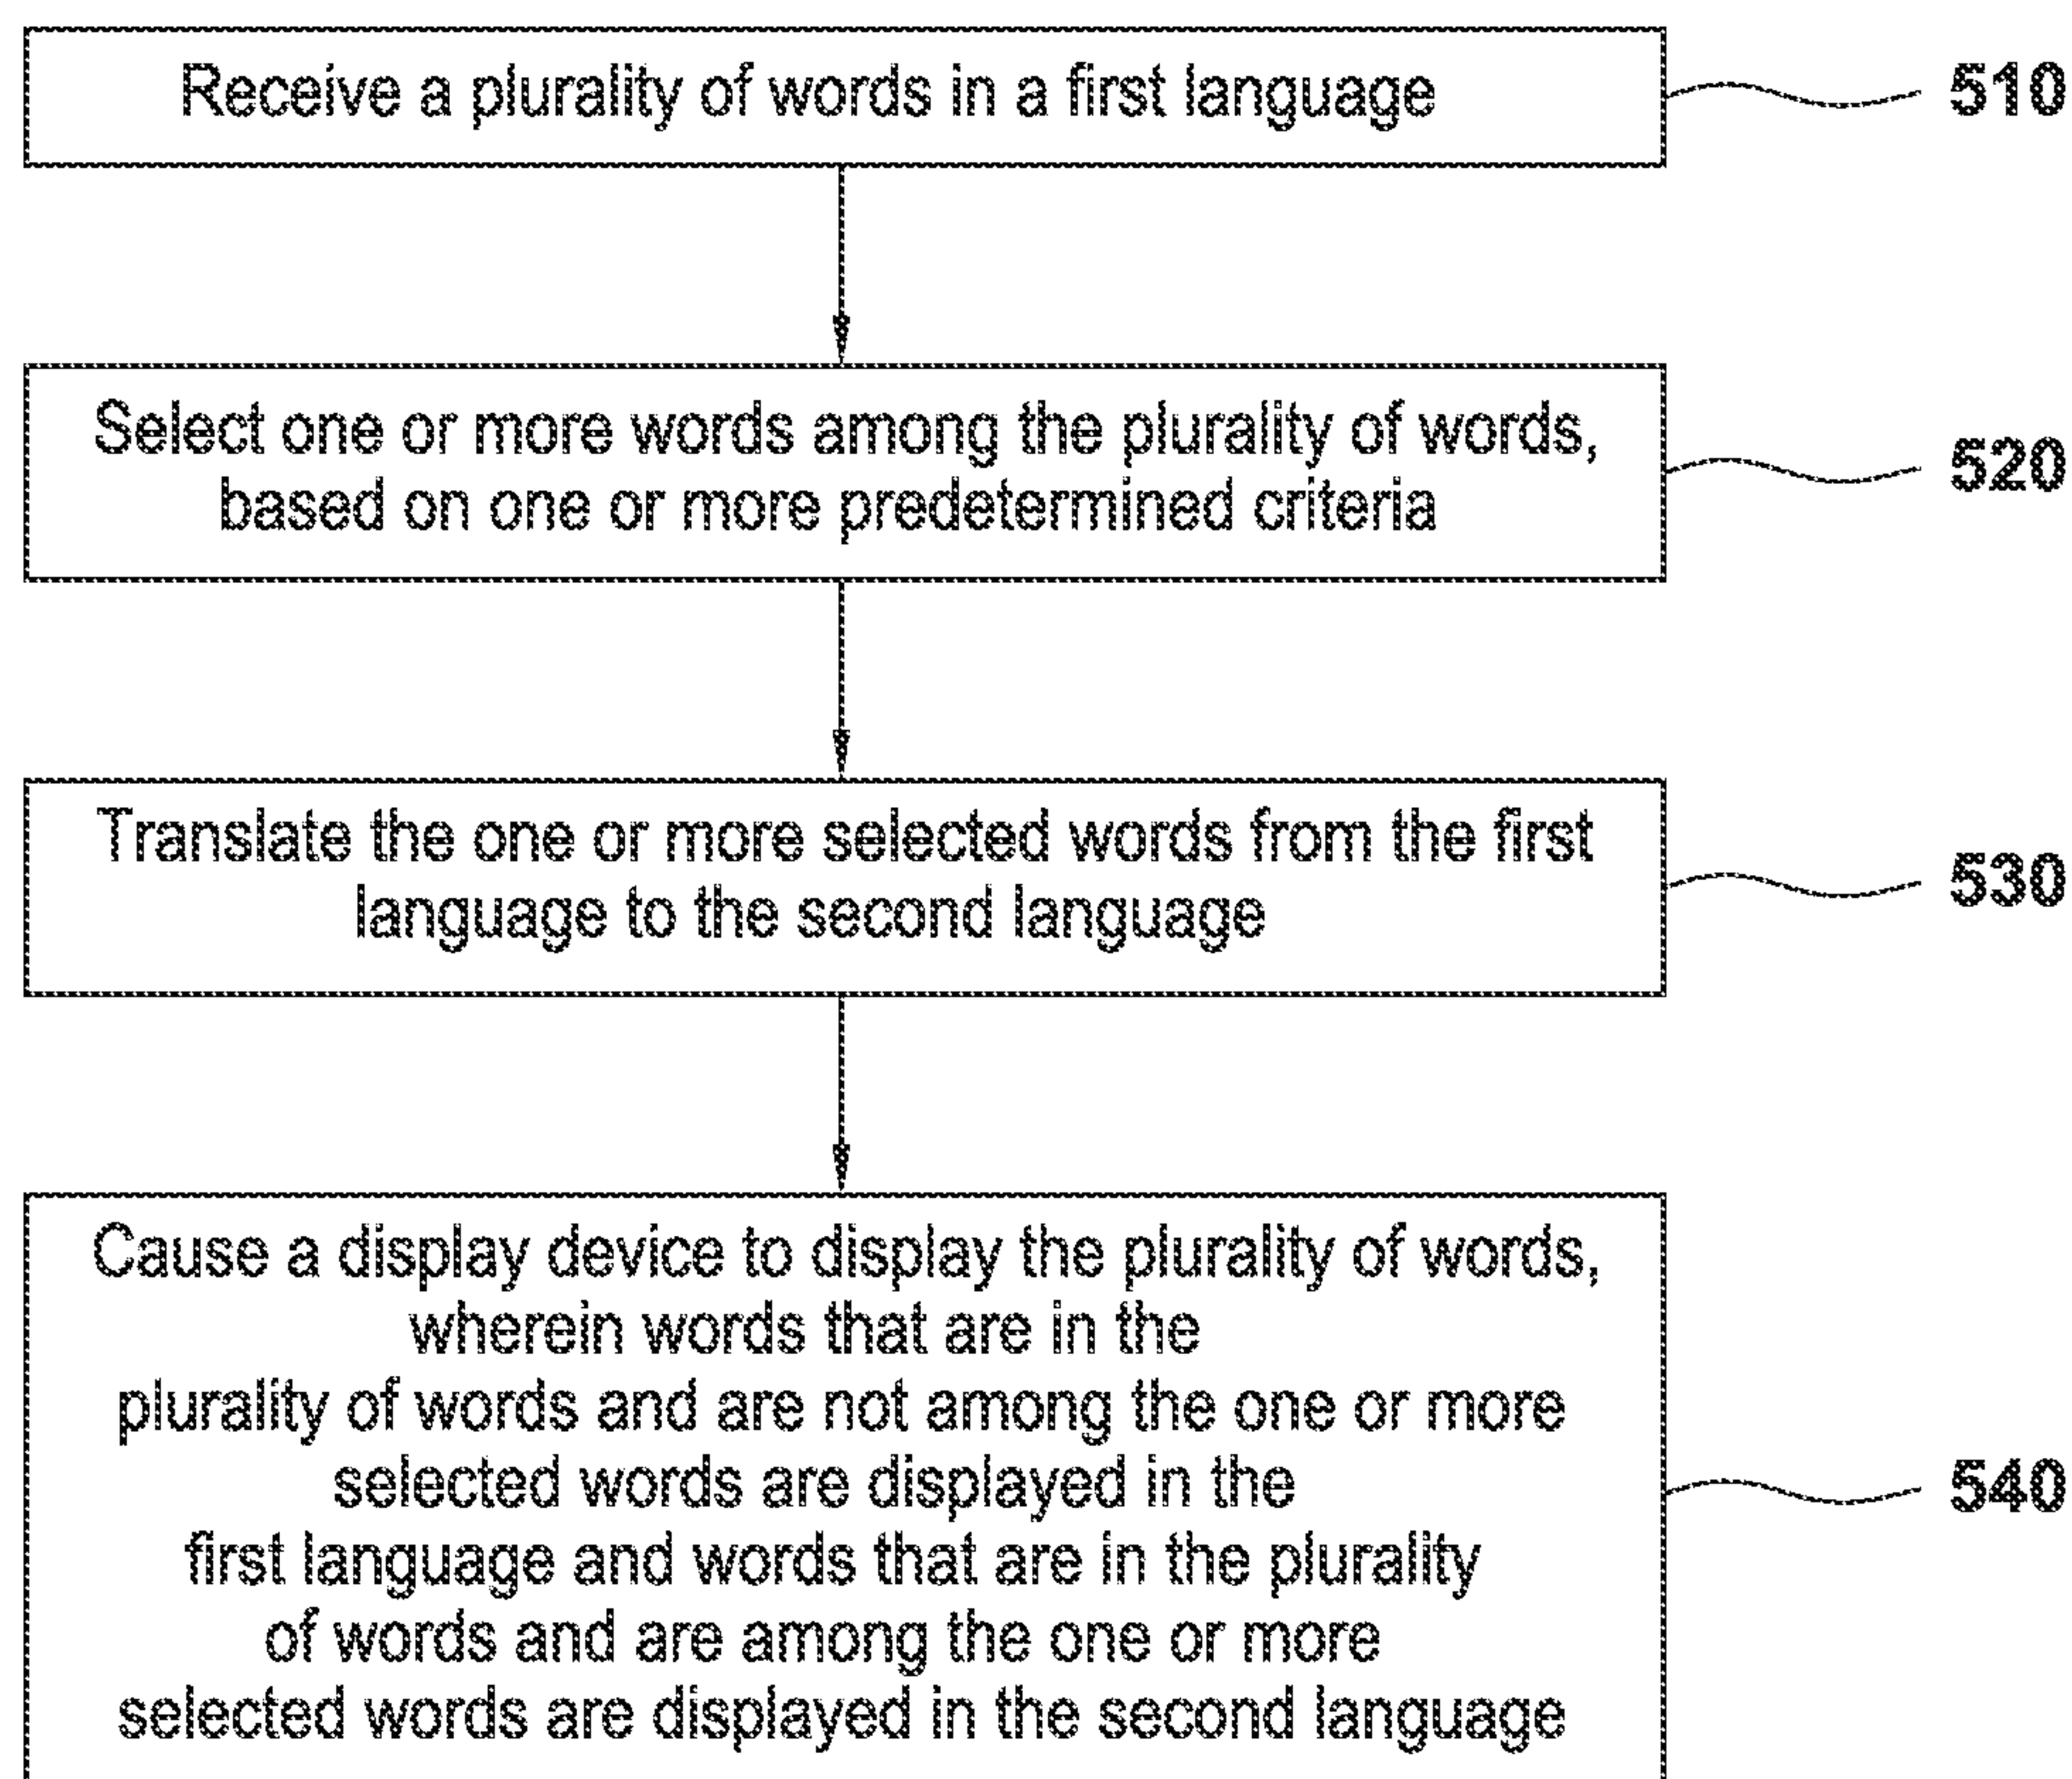 Receive a plurality of words in a first language
510
Select one or more words among the plurality of words,
based on one or more predetermined criteria
520
Translate the one or more selected words from the first
language to the second language
530
Cause a display device to display the plurality of words,
wherein words that are in the
plurality of words and are not among the one or more
selected words are displayed in the
first language and words that are in the plurality
of words and are among the one or more
selected words are displayed in the second language
540